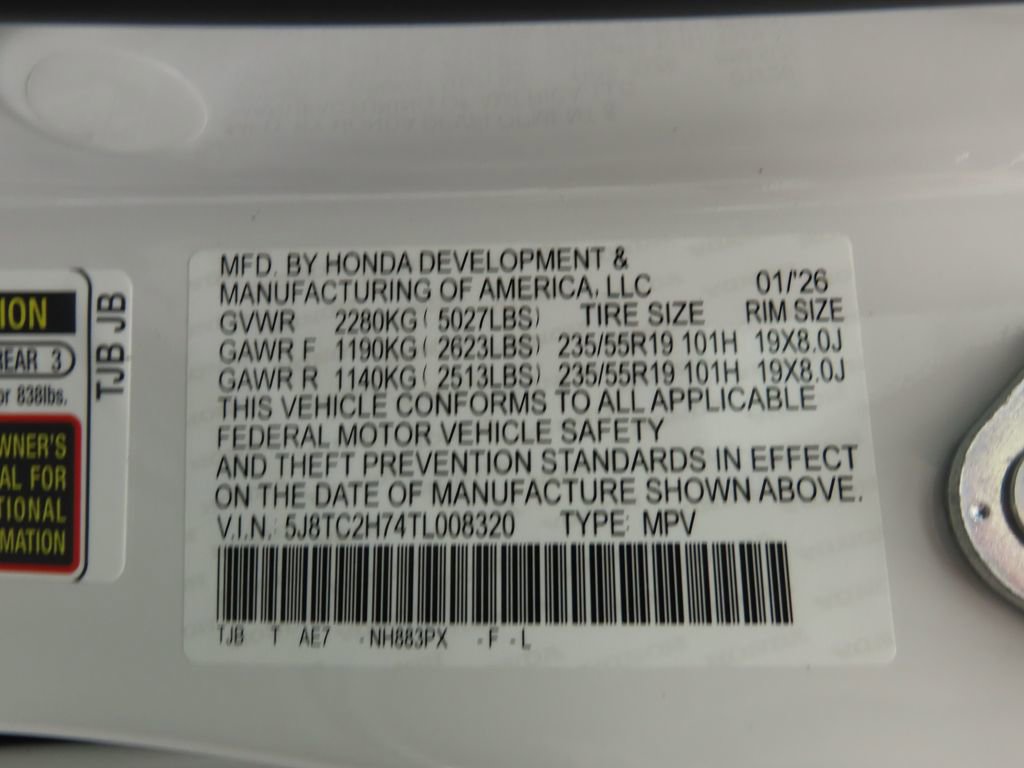 MFD. BY HONDA DEVELOPMENT &
MANUFACTURING OF AMERICA, LLC 01/'26
GVWR 2280KG ( 5027LBS) TIRE SIZE RIM SIZE
GAWR F 1190KG ( 2623LBS) 235/55R19 101H 19X8.0J
GAWR R 1140KG ( 2513LBS) 235/55R19 101H 19X8.0J
THIS VEHICLE CONFORMS TO ALL APPLICABLE
FEDERAL MOTOR VEHICLE SAFETY
AND THEFT PREVENTION STANDARDS IN EFFECT
ON THE DATE OF MANUFACTURE SHOWN ABOVE.
V.I.N.: 5J8TC2H74TL008320 TYPE: MPV
TJB T AE7 -NH883PX -F -L
ION
REAR 3
or 838lbs.
WNER'S
AL FOR
TIONAL
MATION
TJB JB